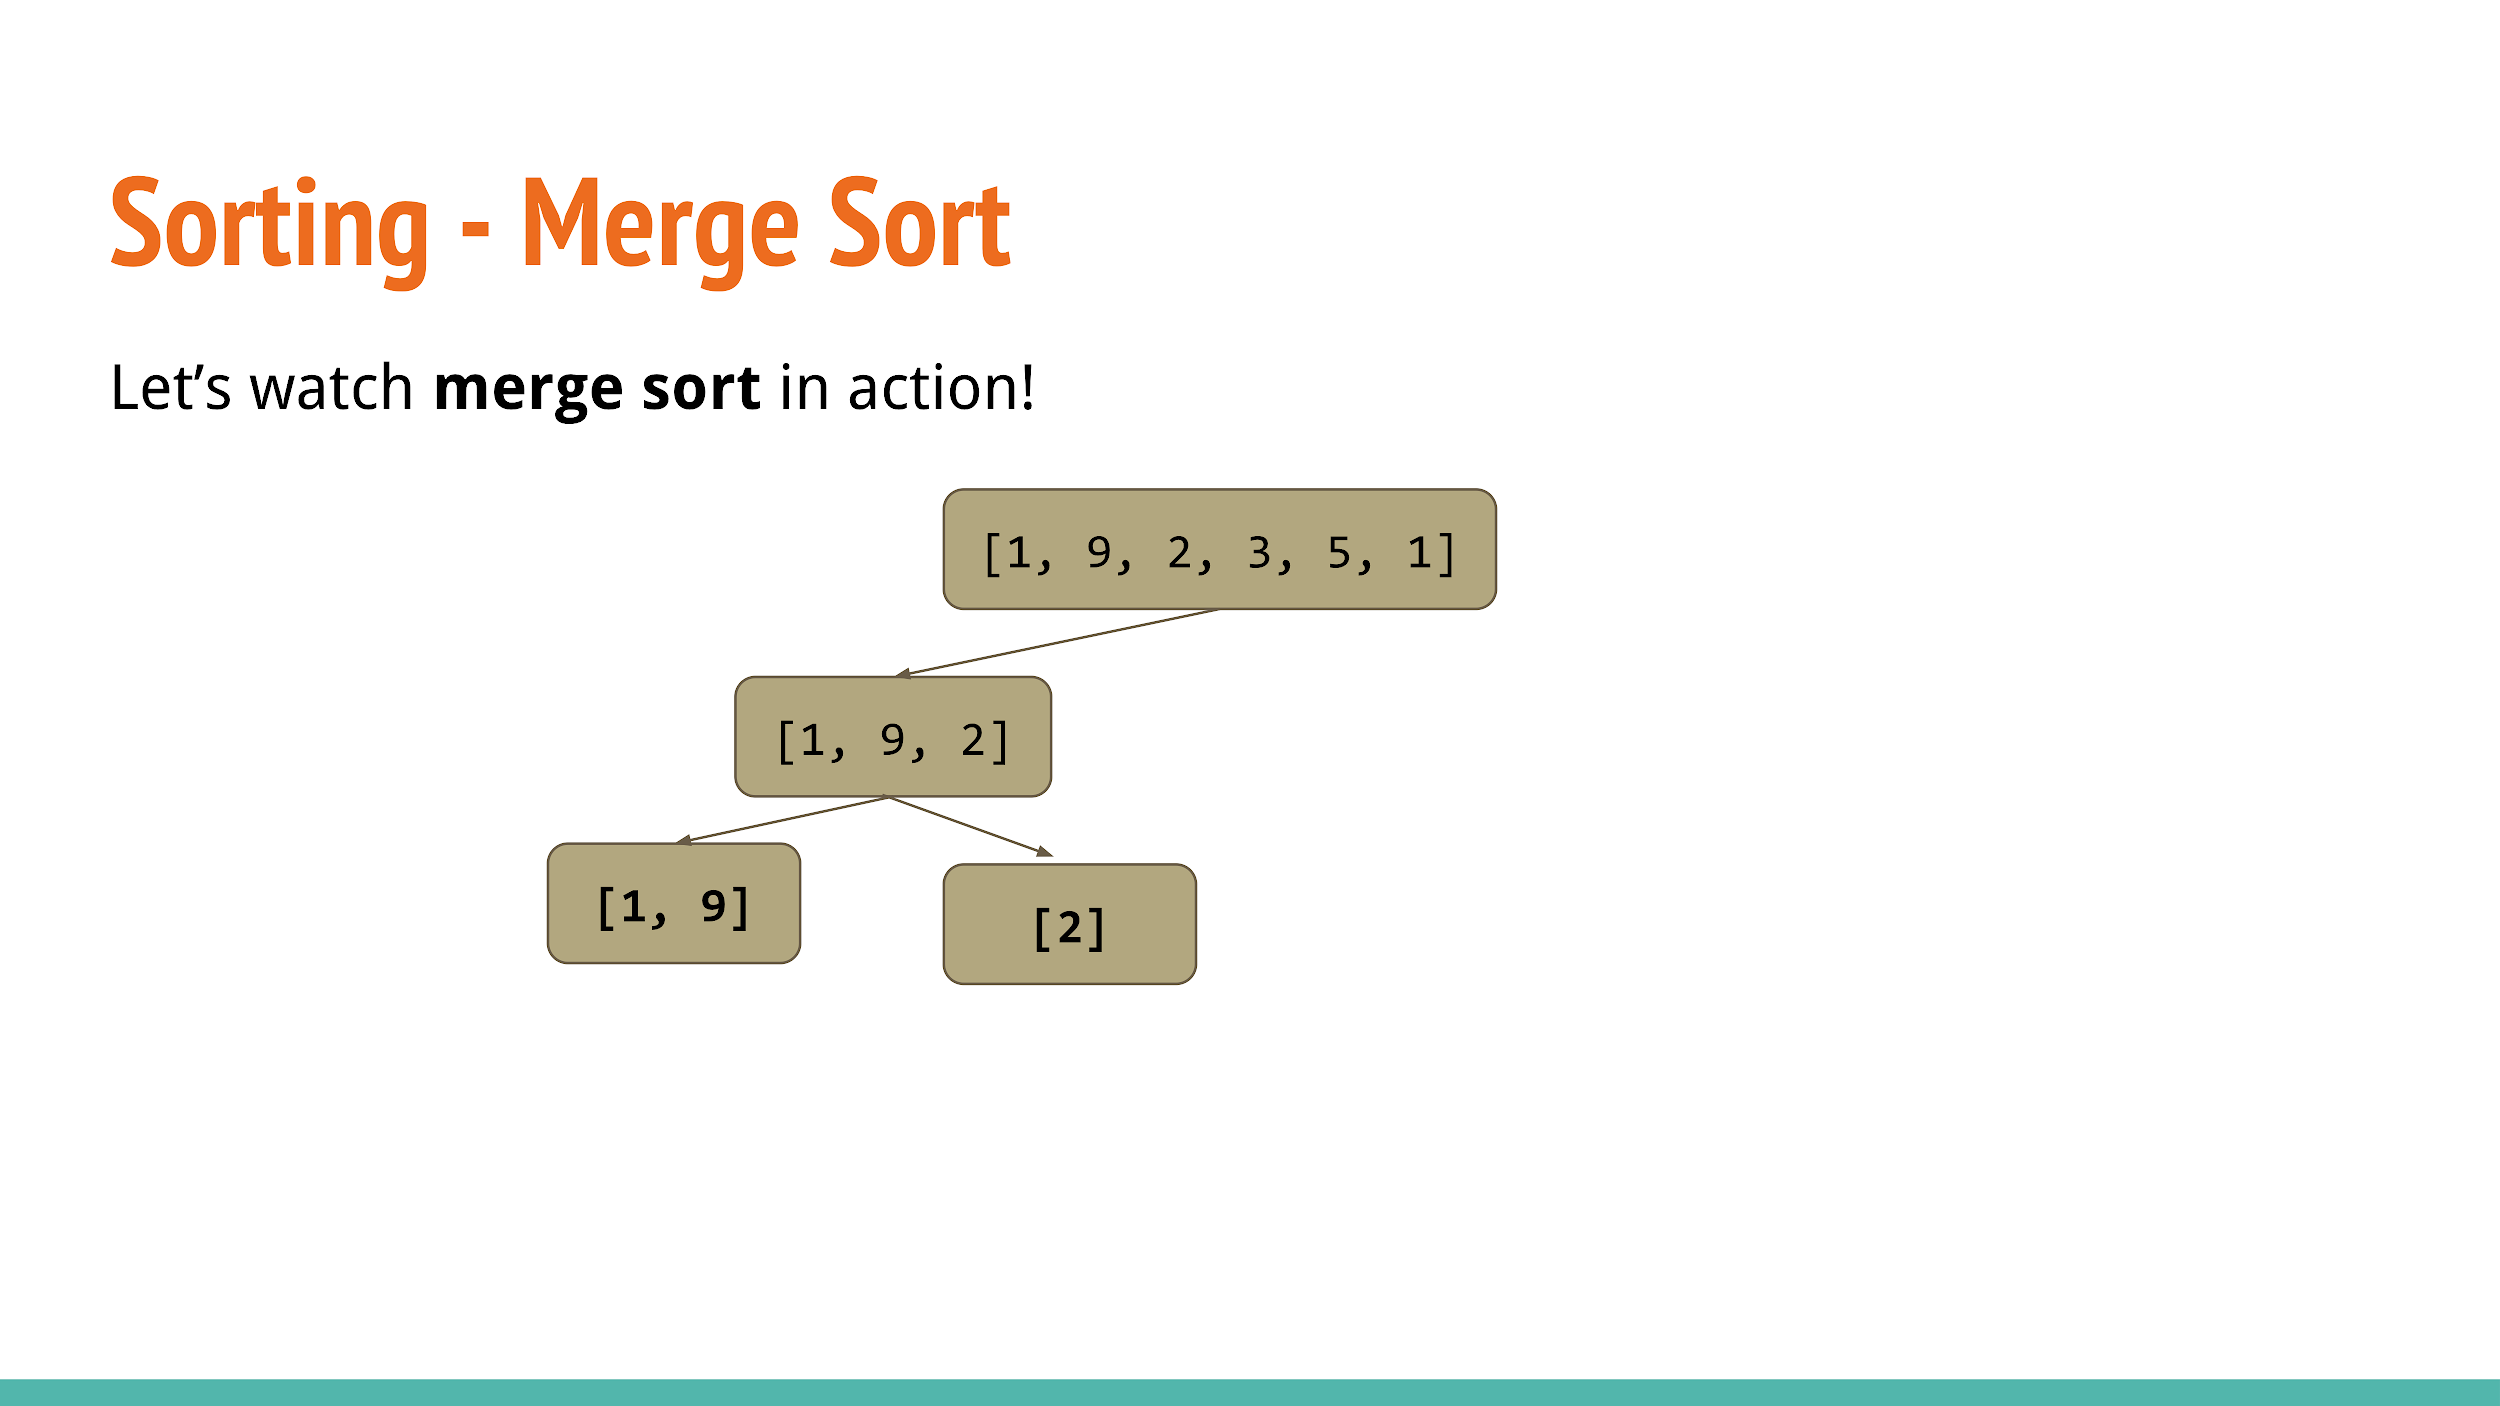 Sorting - Merge Sort
Let’s watch merge sort in action!
[1, 9, 2, 3, 5, 1]
[1, 9, 2]
[1, 9]
[2]